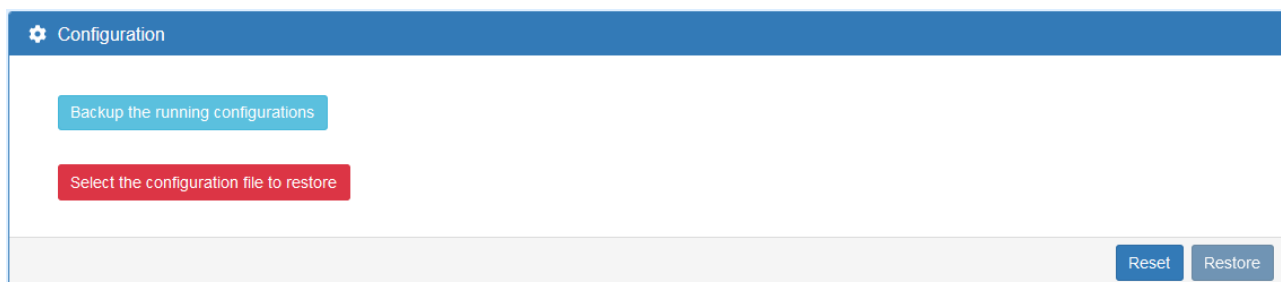 Configuration
Backup the running configurations
Select the configuration file to restore
Reset Restore